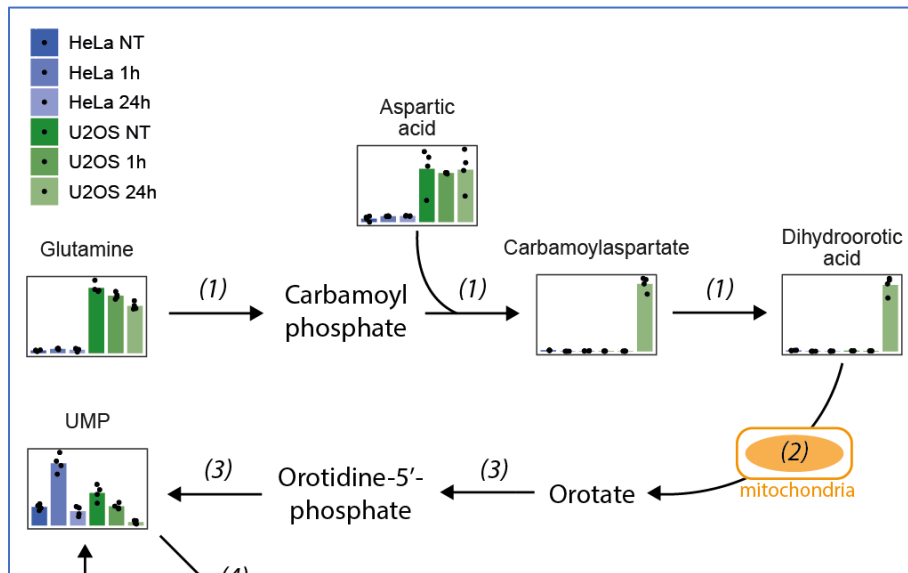 HeLa NT
HeLa 1h
HeLa 24h
U2OS NT
U2OS 1h
U2OS 24h
Aspartic
acid
Glutamine
(1)
Carbamoyl
phosphate
(1)
Carbamoylaspartate
(1)
Dihydroorotic
acid
UMP
(3)
Orotidine-5′-
phosphate
(3)
Orotate
(2)
mitochondria